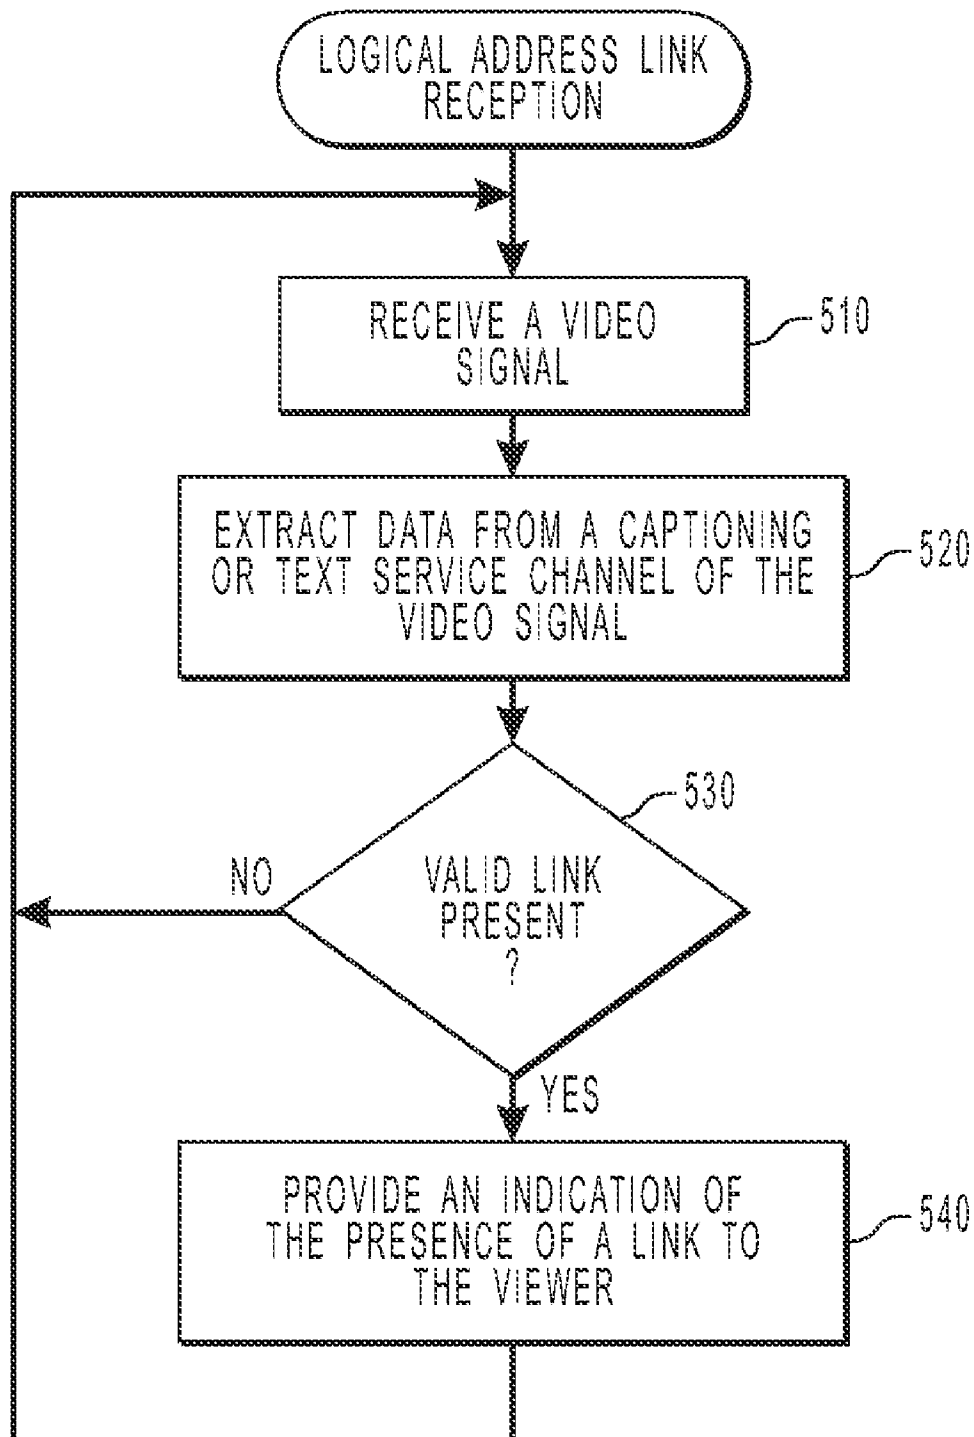 LOGICAL ADDRESS LINK
RECEPTION
RECEIVE A VIDEO
SIGNAL
510
EXTRACT DATA FROM A CAPTIONING
OR TEXT SERVICE CHANNEL OF THE
VIDEO SIGNAL
520
530
NO
VALID LINK
PRESENT
?
YES
PROVIDE AN INDICATION OF
THE PRESENCE OF A LINK TO
THE VIEWER
540